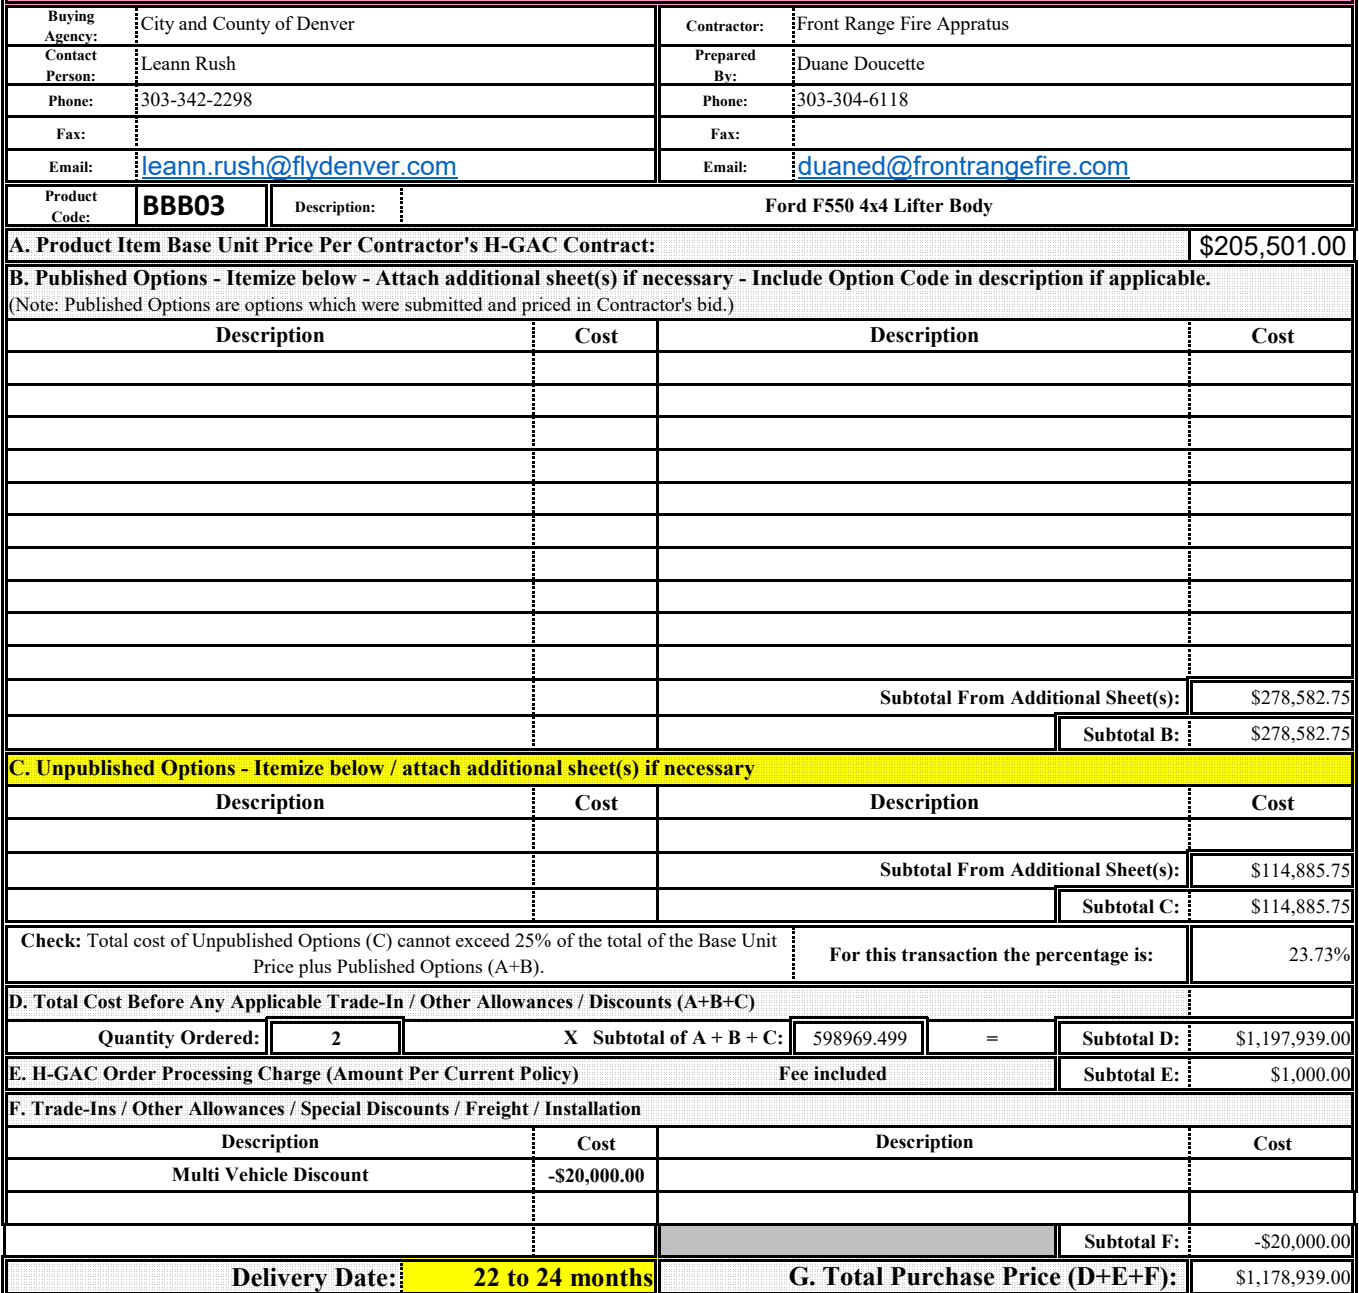 Buying Agency: City and County of Denver Contractor: Front Range Fire Appratus
Contact Person: Leann Rush Prepared By: Duane Doucette
Phone: 303-342-2298 Phone: 303-304-6118
Fax: Fax:
Email: leann.rush@flydenver.com Email: duaned@frontrangefire.com
Product Code: BBB03 Description: Ford F550 4x4 Lifter Body
A. Product Item Base Unit Price Per Contractor's H-GAC Contract: $205,501.00
B. Published Options - Itemize below - Attach additional sheet(s) if necessary - Include Option Code in description if applicable.
(Note: Published Options are options which were submitted and priced in Contractor's bid.)
Description Cost Description Cost
Subtotal From Additional Sheet(s): $278,582.75
Subtotal B: $278,582.75
C. Unpublished Options - Itemize below / attach additional sheet(s) if necessary
Description Cost Description Cost
Subtotal From Additional Sheet(s): $114,885.75
Subtotal C: $114,885.75
Check: Total cost of Unpublished Options (C) cannot exceed 25% of the total of the Base Unit
Price plus Published Options (A+B). For this transaction the percentage is: 23.73%
D. Total Cost Before Any Applicable Trade-In / Other Allowances / Discounts (A+B+C)
Quantity Ordered: 2 X Subtotal of A + B + C: 598969.499 = Subtotal D: $1,197,939.00
E. H-GAC Order Processing Charge (Amount Per Current Policy) Fee included Subtotal E: $1,000.00
F. Trade-Ins / Other Allowances / Special Discounts / Freight / Installation
Description Cost Description Cost
Multi Vehicle Discount -$20,000.00
Subtotal F: -$20,000.00
Delivery Date: 22 to 24 months G. Total Purchase Price (D+E+F): $1,178,939.00